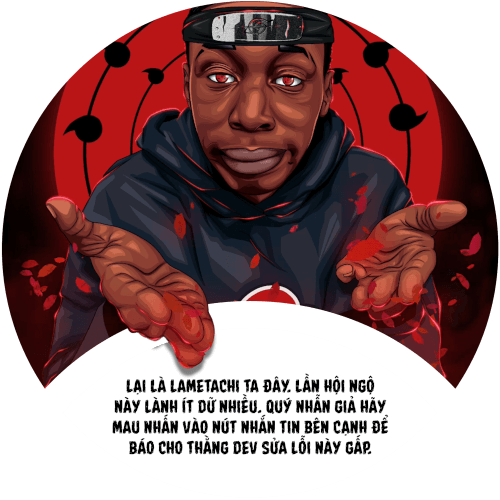 LẠI LÀ LAMETACHI TA ĐÂY. LẦN HỘI NGỘ
NÀY LÀNH ÍT DỮ NHIỀU. QUÝ NHẪN GIẢ HÃY
MAU NHẤN VÀO NÚT NHẮN TIN BÊN CẠNH ĐỂ
BÁO CHO THẰNG DEV SỬA LỖI NÀY GẤP.